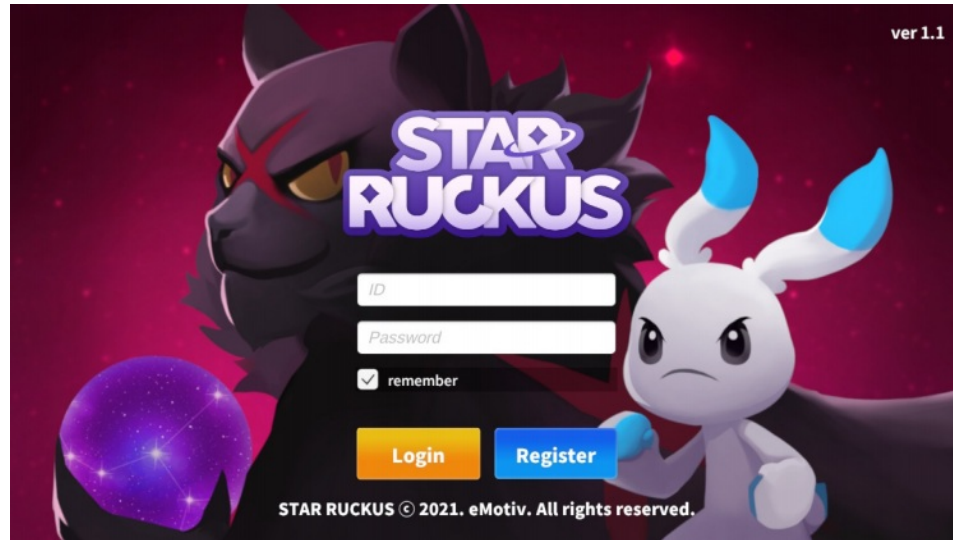 ver 1.1
STAR
RUCKUS
ID
Password
remember
Login Register
STAR RUCKUS ⓒ 2021. eMotiv. All rights reserved.